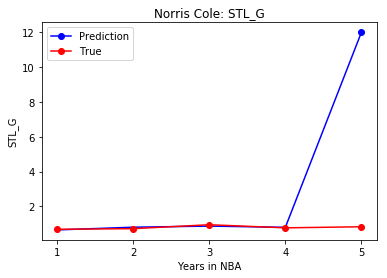 Norris Cole: STL_G
Prediction
True
12
10
8
6
4
2
STL_G
1 2 3 4 5
Years in NBA